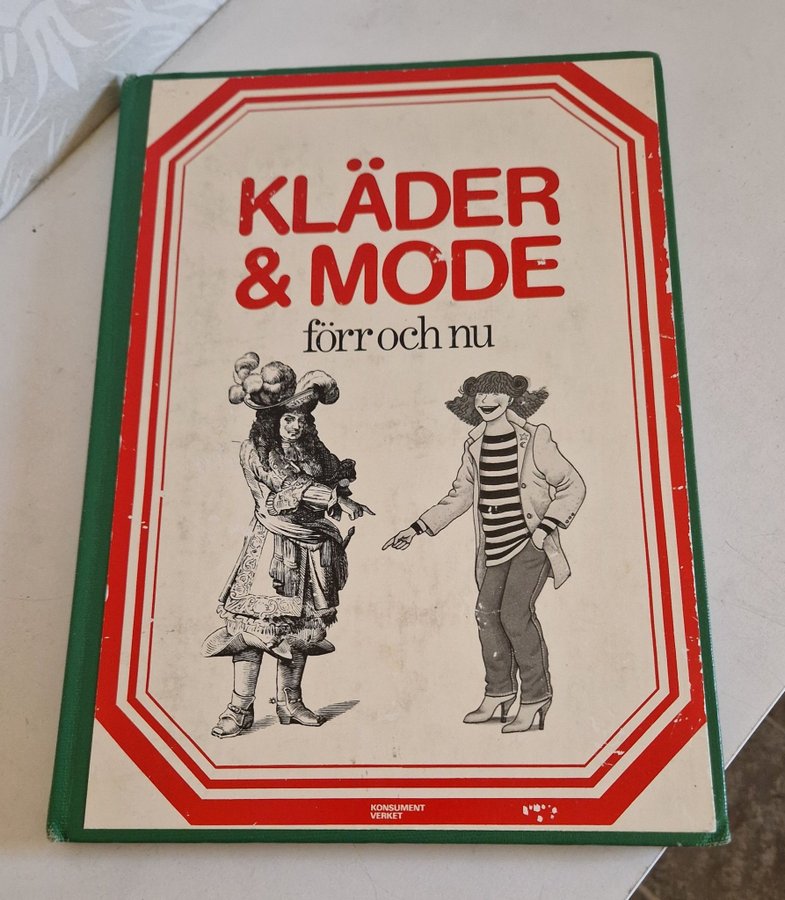 KLÄDER
& MODE
förr och nu
KONSUMENT
VERKET